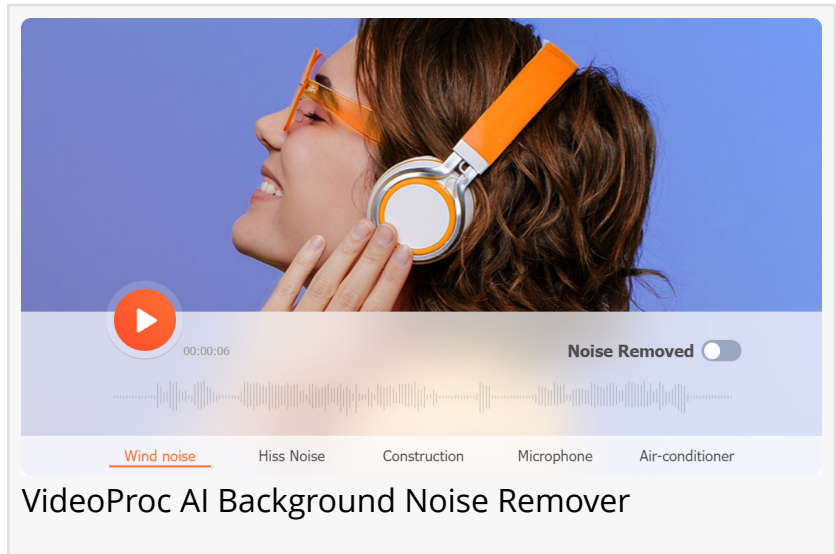 00:00:06
Noise Removed
Wind noise Hiss Noise Construction Microphone Air-conditioner
VideoProc AI Background Noise Remover